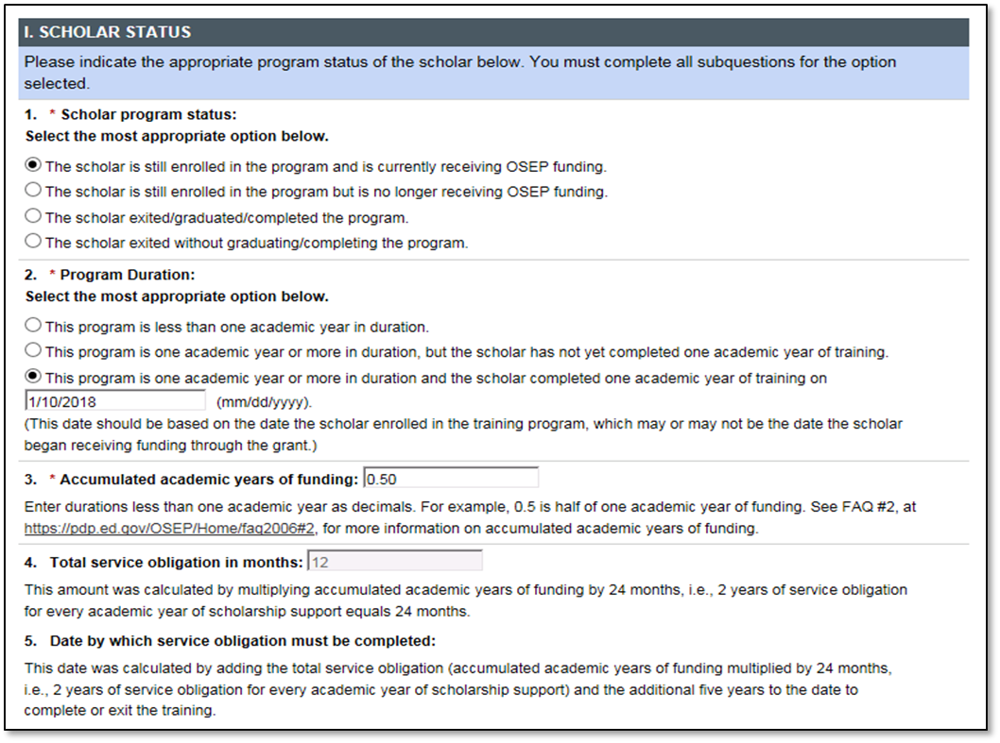 I. SCHOLAR STATUS
Please indicate the appropriate program status of the scholar below. You must complete all subquestions for the option
selected.
1. * Scholar program status:
Select the most appropriate option below.
The scholar is still enrolled in the program and is currently receiving OSEP funding.
The scholar is still enrolled in the program but is no longer receiving OSEP funding.
The scholar exited/graduated/completed the program.
The scholar exited without graduating/completing the program.
2. * Program Duration:
Select the most appropriate option below.
This program is less than one academic year in duration.
This program is one academic year or more in duration, but the scholar has not yet completed one academic year of training.
This program is one academic year or more in duration and the scholar completed one academic year of training on
1/10/2018 (mm/dd/yyyy).
(This date should be based on the date the scholar enrolled in the training program, which may or may not be the date the scholar
began receiving funding through the grant.)
3. * Accumulated academic years of funding: 0.50
Enter durations less than one academic year as decimals. For example, 0.5 is half of one academic year of funding. See FAQ #2, at
https://pdp.ed.gov/OSEP/Home/faq2006#2, for more information on accumulated academic years of funding.
4. Total service obligation in months: 12
This amount was calculated by multiplying accumulated academic years of funding by 24 months, i.e., 2 years of service obligation
for every academic year of scholarship support equals 24 months.
5. Date by which service obligation must be completed:
This date was calculated by adding the total service obligation (accumulated academic years of funding multiplied by 24 months,
i.e., 2 years of service obligation for every academic year of scholarship support) and the additional five years to the date to
complete or exit the training.